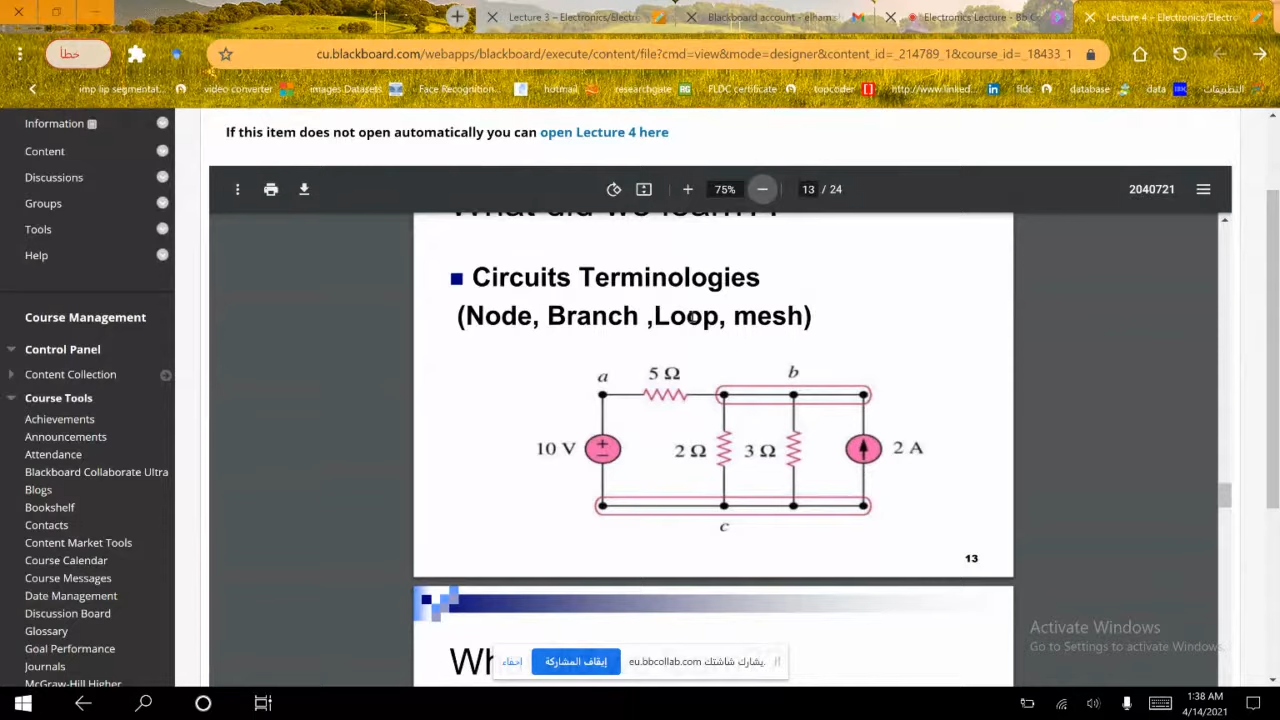 Lecture 3 – Electronics/Electr
Blackboard account - elham
Electronics Lecture - Bb C
Lecture 4 – Electronics/Electr
خطأ
cu.blackboard.com/webapps/blackboard/execute/content/file?cmd=view&mode=designer&content_id=_214789_1&course_id=_18433_1
imp lip segmentat...
video converter
images Datasets
Face Recognition...
hotmail
researchgate
FLDC certificate
topcoder
http://www.linked...
fldc
database
data
التطبيقات
If this item does not open automatically you can open Lecture 4 here
Information
Content
Discussions
Groups
Tools
Help
Course Management
Control Panel
Content Collection
Course Tools
Achievements
Announcements
Attendance
Blackboard Collaborate Ultra
Blogs
Bookshelf
Contacts
Content Market Tools
Course Calendar
Course Messages
Date Management
Discussion Board
Glossary
Goal Performance
Journals
McGraw-Hill Higher
75%
13 / 24
2040721
What did we learn?
Circuits Terminologies
(Node, Branch ,Loop, mesh)
a
5 Ω
b
10 V
2 Ω
3 Ω
2 A
c
13
Wh
إخفاء
إيقاف المشاركة
يشارك شاشتك eu.bbcollab.com.
Activate Windows
Go to Settings to activate Windows.
1:38 AM
4/14/2021